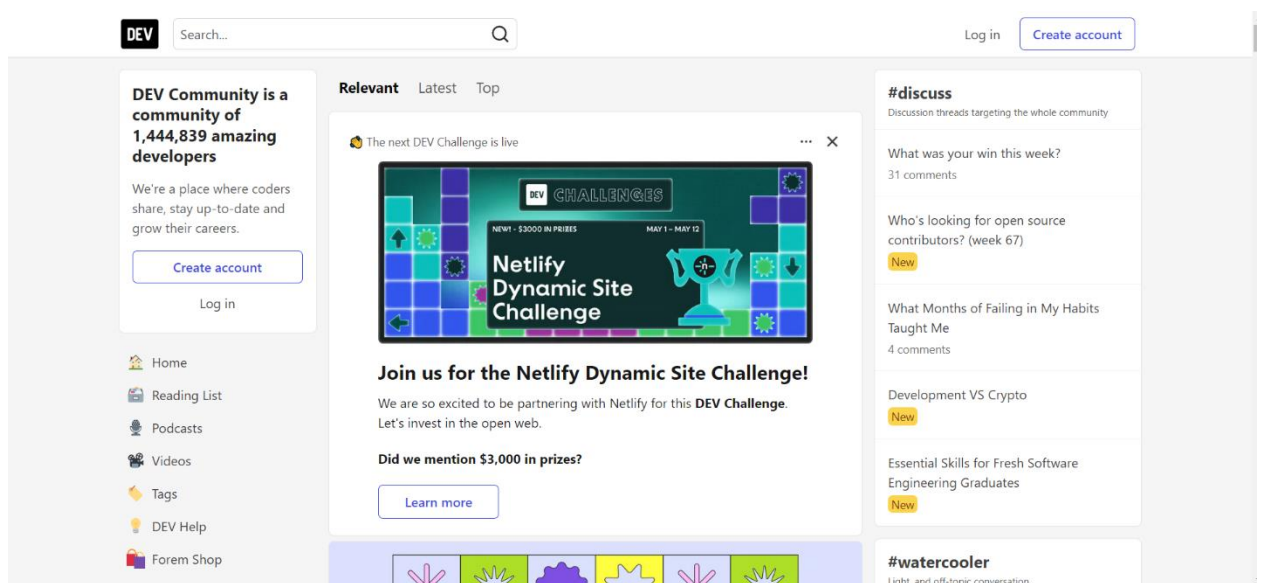 DEV
Search...
Log in
Create account
DEV Community is a
community of
1,444,839 amazing
developers
We're a place where coders
share, stay up-to-date and
grow their careers.
Create account
Log in
Home
Reading List
Podcasts
Videos
Tags
DEV Help
Forem Shop
Relevant
Latest
Top
The next DEV Challenge is live
DEV CHALLENGES
NEW! - $3000 IN PRIZES
MAY 1 - MAY 12
Netlify
Dynamic Site
Challenge
Join us for the Netlify Dynamic Site Challenge!
We are so excited to be partnering with Netlify for this DEV Challenge.
Let's invest in the open web.
Did we mention $3,000 in prizes?
Learn more
#discuss
Discussion threads targeting the whole community
What was your win this week?
31 comments
Who's looking for open source
contributors? (week 67)
New
What Months of Failing in My Habits
Taught Me
4 comments
Development VS Crypto
New
Essential Skills for Fresh Software
Engineering Graduates
New
#watercooler
Light, and off-topic conversation